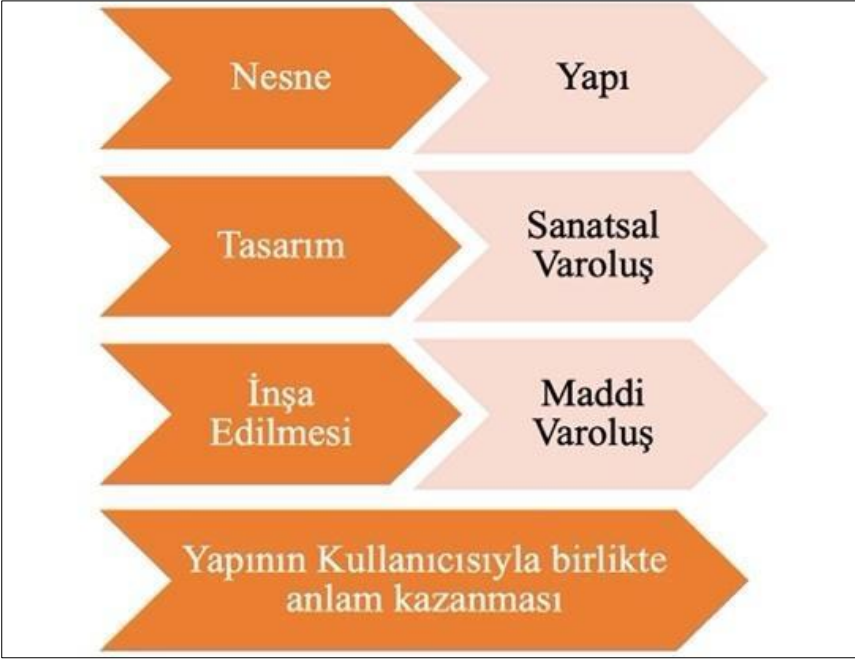 Nesne
Yapı
Tasarım
Sanatsal
Varoluş
İnşa
Edilmesi
Maddi
Varoluş
Yapının Kullanıcısıyla birlikte
anlam kazanması